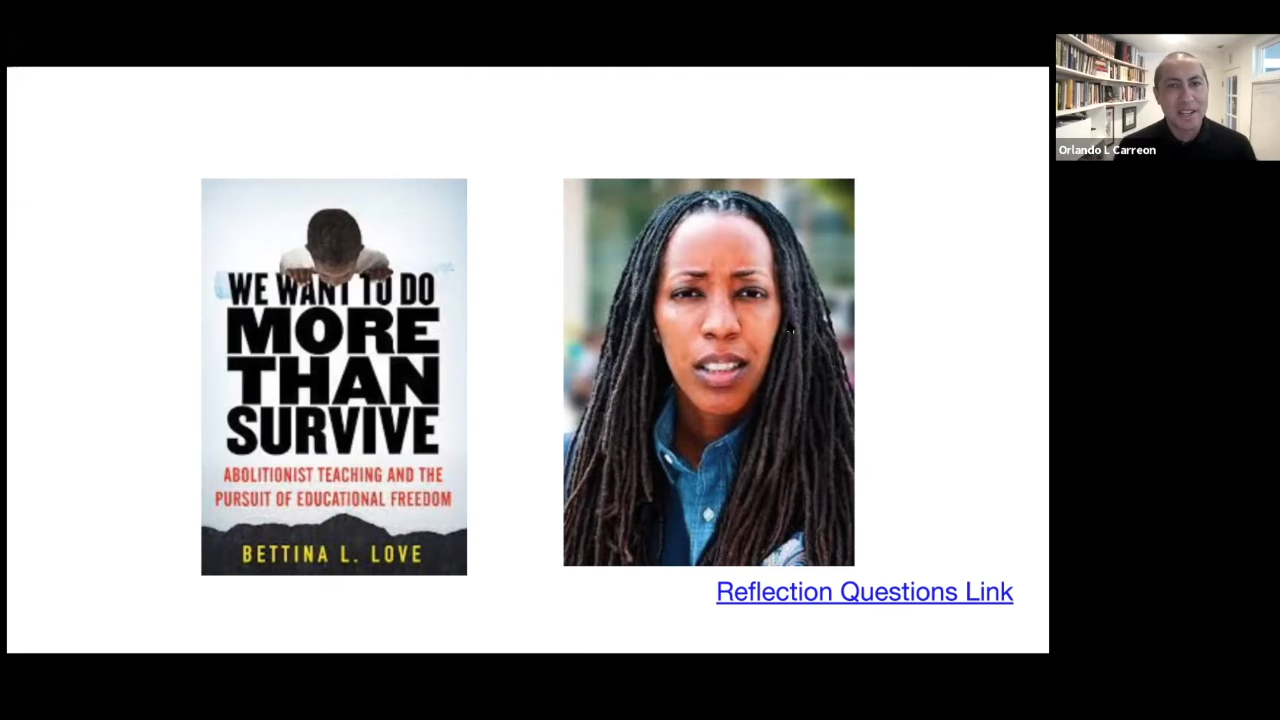 WE WANT TO DO
MORE
THAN
SURVIVE
ABOLITIONIST TEACHING AND THE
PURSUIT OF EDUCATIONAL FREEDOM
BETTINA L. LOVE
Reflection Questions Link
Orlando L Carreon